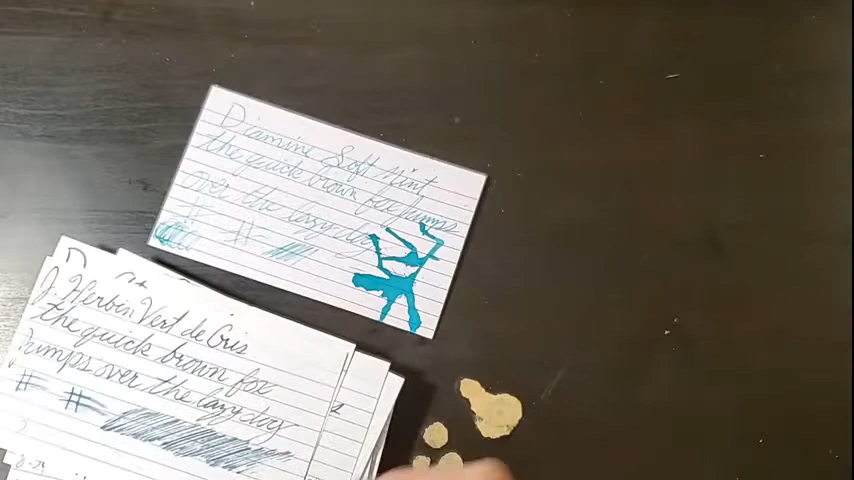 Diamine Soft Mint
the quick brown fox jumps
over the lazy dog
J. Herbin Vert de Gris
the quick brown fox
jumps over the lazy dog